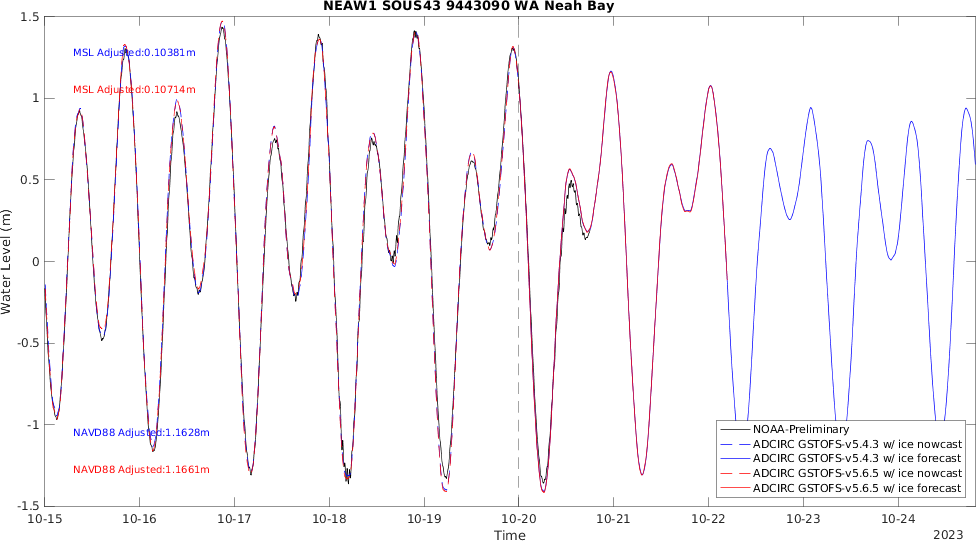 NEAW1 SOUS43 9443090 WA Neah Bay
1.5
1
0.5
0
-0.5
-1
-1.5
Water Level (m)
MSL Adjusted:0.10381m
MSL Adjusted:0.10714m
NAVD88 Adjusted:1.1628m
NAVD88 Adjusted:1.1661m
NOAA-Preliminary
ADCIRC GSTOFS-v5.4.3 w/ ice nowcast
ADCIRC GSTOFS-v5.4.3 w/ ice forecast
ADCIRC GSTOFS-v5.6.5 w/ ice nowcast
ADCIRC GSTOFS-v5.6.5 w/ ice forecast
10-15 10-16 10-17 10-18 10-19 10-20 10-21 10-22 10-23 10-24
Time
2023